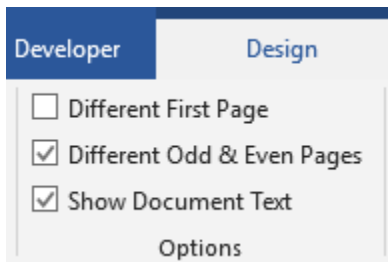 Developer Design
Different First Page
Different Odd & Even Pages
Show Document Text
Options